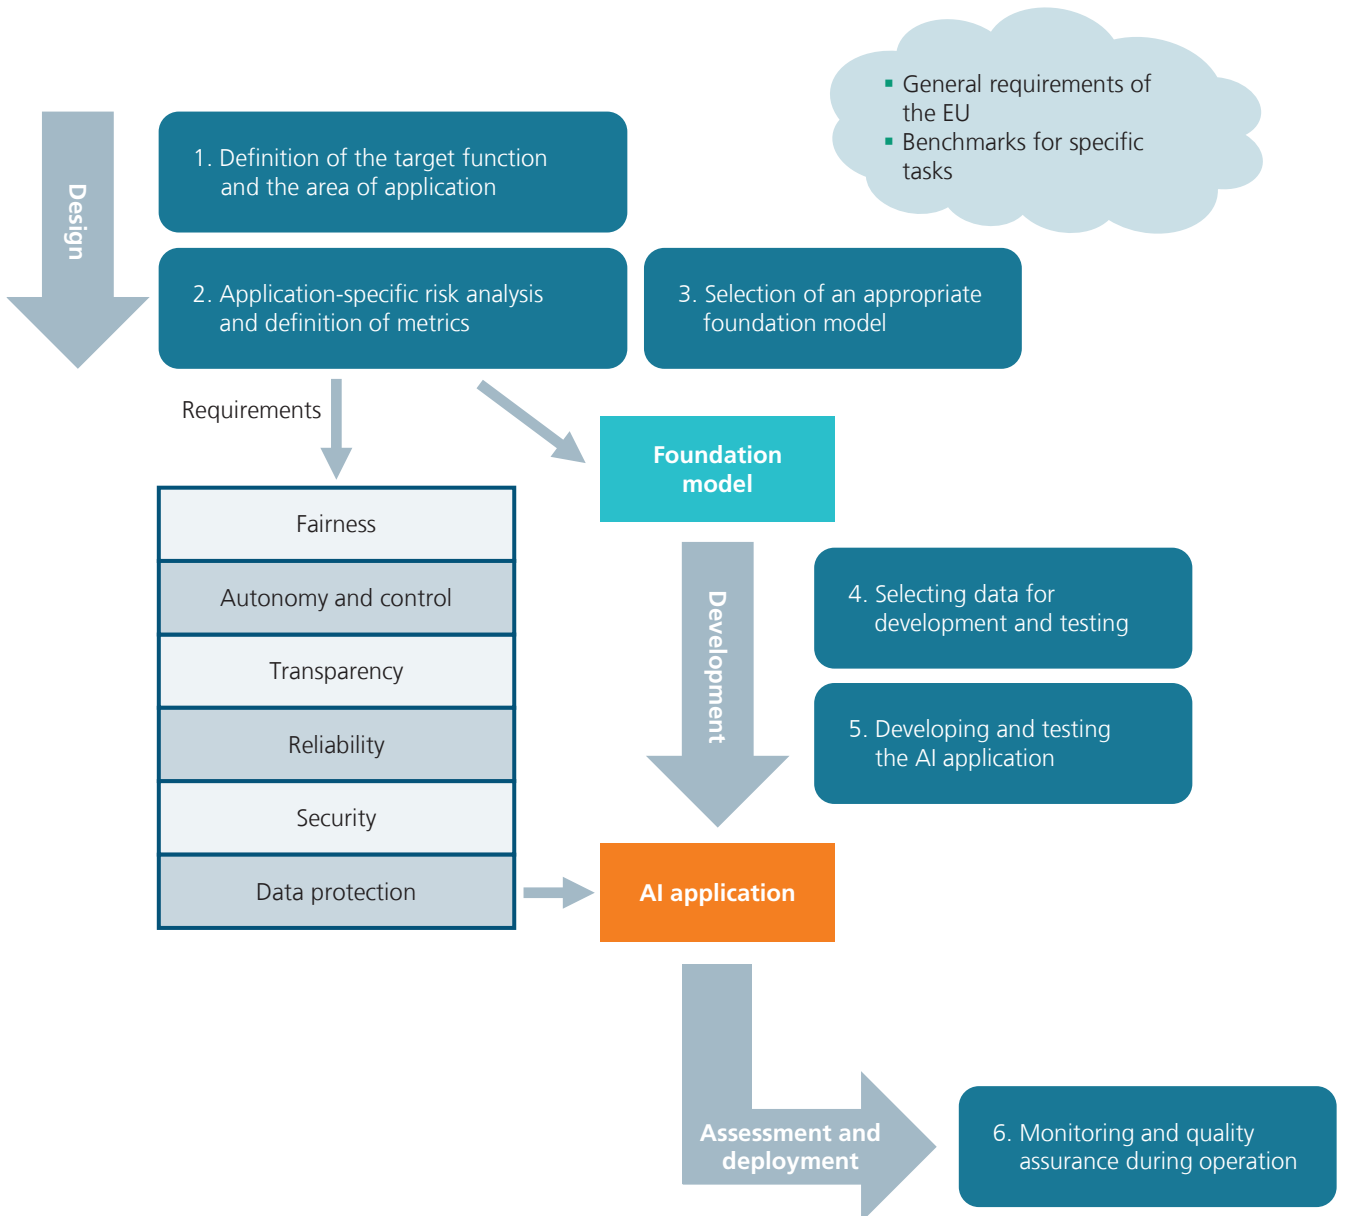 ▪ General requirements of
the EU
▪ Benchmarks for specific
tasks
Design
1. Definition of the target function
and the area of application
2. Application-specific risk analysis
and definition of metrics
3. Selection of an appropriate
foundation model
Requirements
Foundation
model
Fairness
Autonomy and control
Transparency
Reliability
Security
Data protection
Development
4. Selecting data for
development and testing
5. Developing and testing
the AI application
AI application
Assessment and
deployment
6. Monitoring and quality
assurance during operation